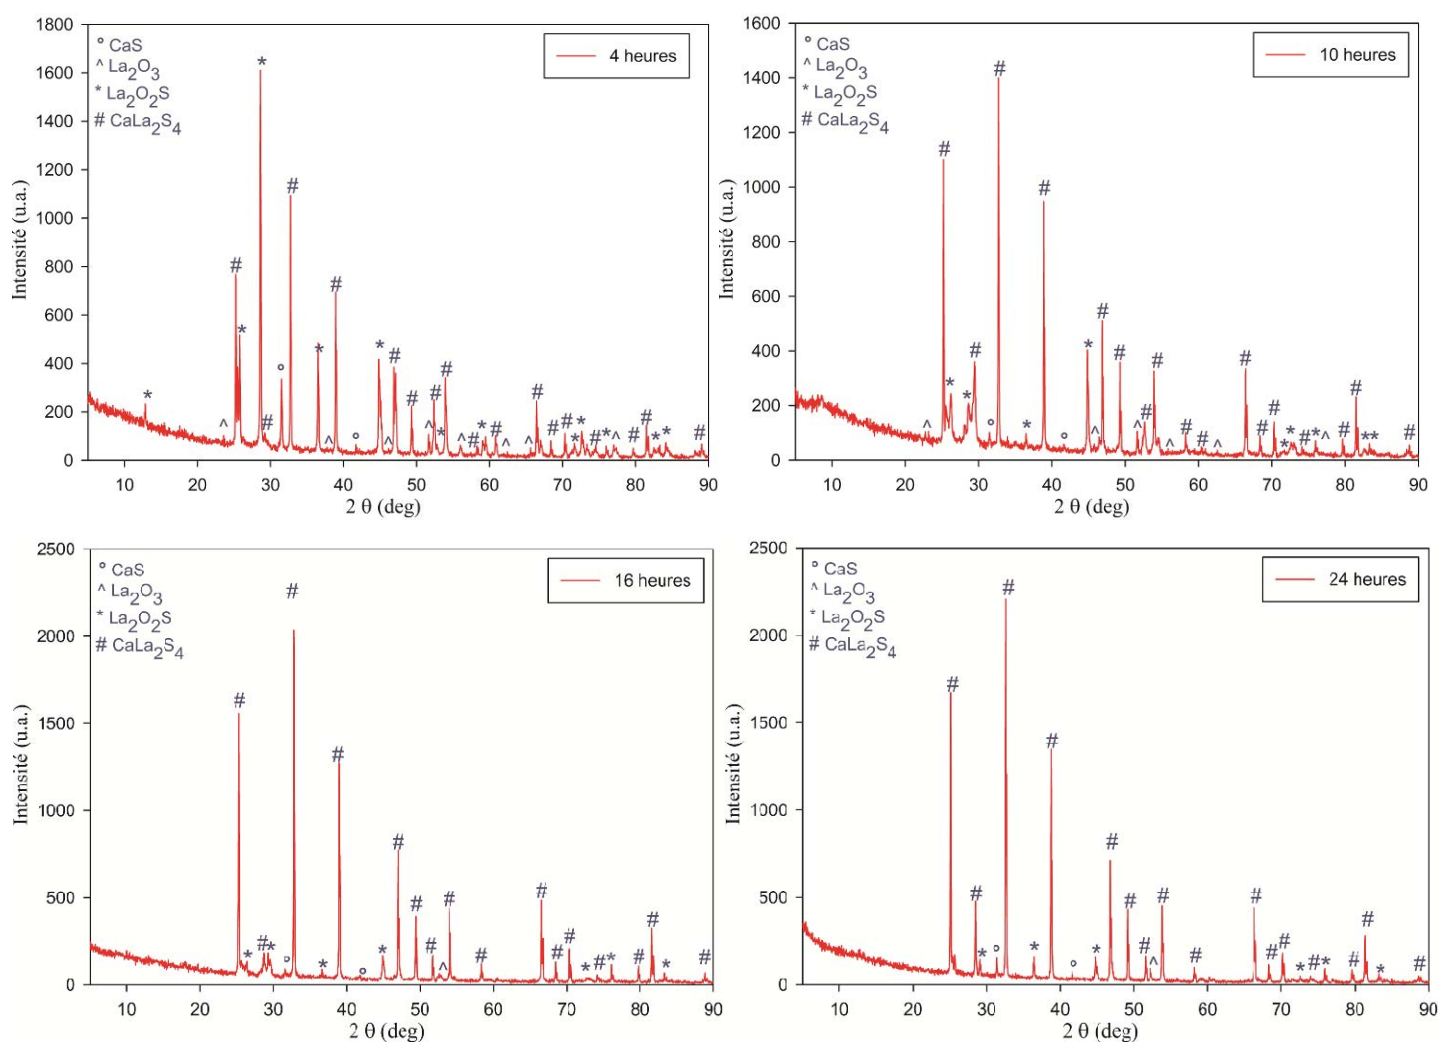 1800
1600
1400
1200
1000
800
600
400
200
0
Intensité (u.a.)
° CaS
^ La2O3
* La2O2S
# CaLa2S4
4 heures
10 20 30 40 50 60 70 80 90
2 θ (deg)
1600
1400
1200
1000
800
600
400
200
0
Intensité (u.a.)
° CaS
^ La2O3
* La2O2S
# CaLa2S4
10 heures
10 20 30 40 50 60 70 80 90
2 θ (deg)
2500
2000
1500
1000
500
0
Intensité (u.a.)
° CaS
^ La2O3
* La2O2S
# CaLa2S4
16 heures
10 20 30 40 50 60 70 80 90
2 θ (deg)
2500
2000
1500
1000
500
0
Intensité (u.a.)
° CaS
^ La2O3
* La2O2S
# CaLa2S4
24 heures
10 20 30 40 50 60 70 80 90
2 θ (deg)